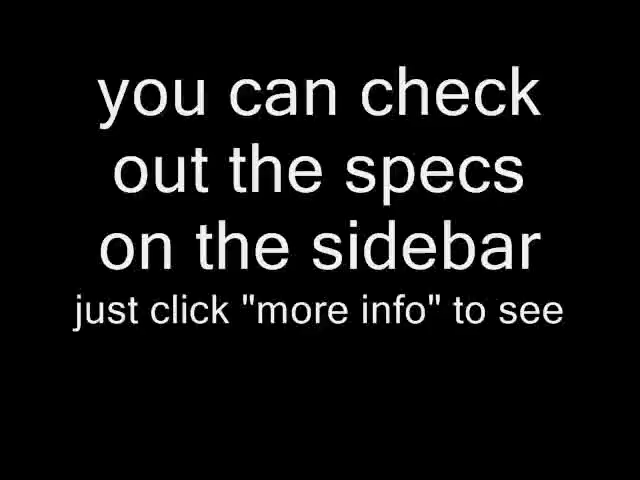 you can check
out the specs
on the sidebar
just click "more info" to see